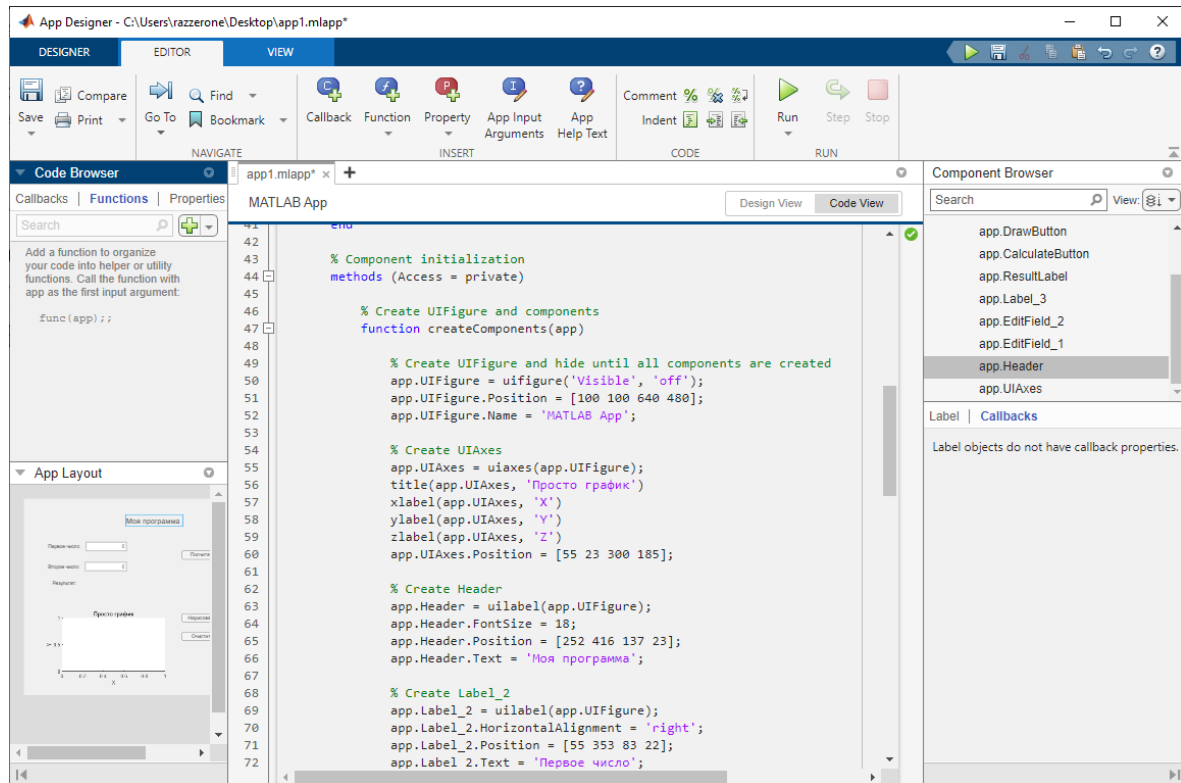 App Designer - C:\Users\razzerone\Desktop\app1.mlapp*
DESIGNER EDITOR VIEW
Save Compare Print
Go To Find Bookmark
NAVIGATE
Callback Function Property App Input Arguments App Help Text
INSERT
Comment
Indent
CODE
Run Step Stop
RUN
Code Browser
Callbacks | Functions | Properties
Search
Add a function to organize
your code into helper or utility
functions. Call the function with
app as the first input argument:
func(app);;
App Layout
Моя программа
Первое число:
Второе число:
Результат:
Просто график
X
app1.mlapp*
MATLAB App
Design View Code View
41 end
42
43 % Component initialization
44 methods (Access = private)
45
46 % Create UIFigure and components
47 function createComponents(app)
48
49 % Create UIFigure and hide until all components are created
50 app.UIFigure = uifigure('Visible', 'off');
51 app.UIFigure.Position = [100 100 640 480];
52 app.UIFigure.Name = 'MATLAB App';
53
54 % Create UIAxes
55 app.UIAxes = uiaxes(app.UIFigure);
56 title(app.UIAxes, 'Просто график')
57 xlabel(app.UIAxes, 'X')
58 ylabel(app.UIAxes, 'Y')
59 zlabel(app.UIAxes, 'Z')
60 app.UIAxes.Position = [55 23 300 185];
61
62 % Create Header
63 app.Header = uilabel(app.UIFigure);
64 app.Header.FontSize = 18;
65 app.Header.Position = [252 416 137 23];
66 app.Header.Text = 'Моя программа';
67
68 % Create Label_2
69 app.Label_2 = uilabel(app.UIFigure);
70 app.Label_2.HorizontalAlignment = 'right';
71 app.Label_2.Position = [55 353 83 22];
72 app.Label_2.Text = 'Первое число';
Component Browser
Search View:
app.DrawButton
app.CalculateButton
app.ResultLabel
app.Label_3
app.EditField_2
app.EditField_1
app.Header
app.UIAxes
Label | Callbacks
Label objects do not have callback properties.